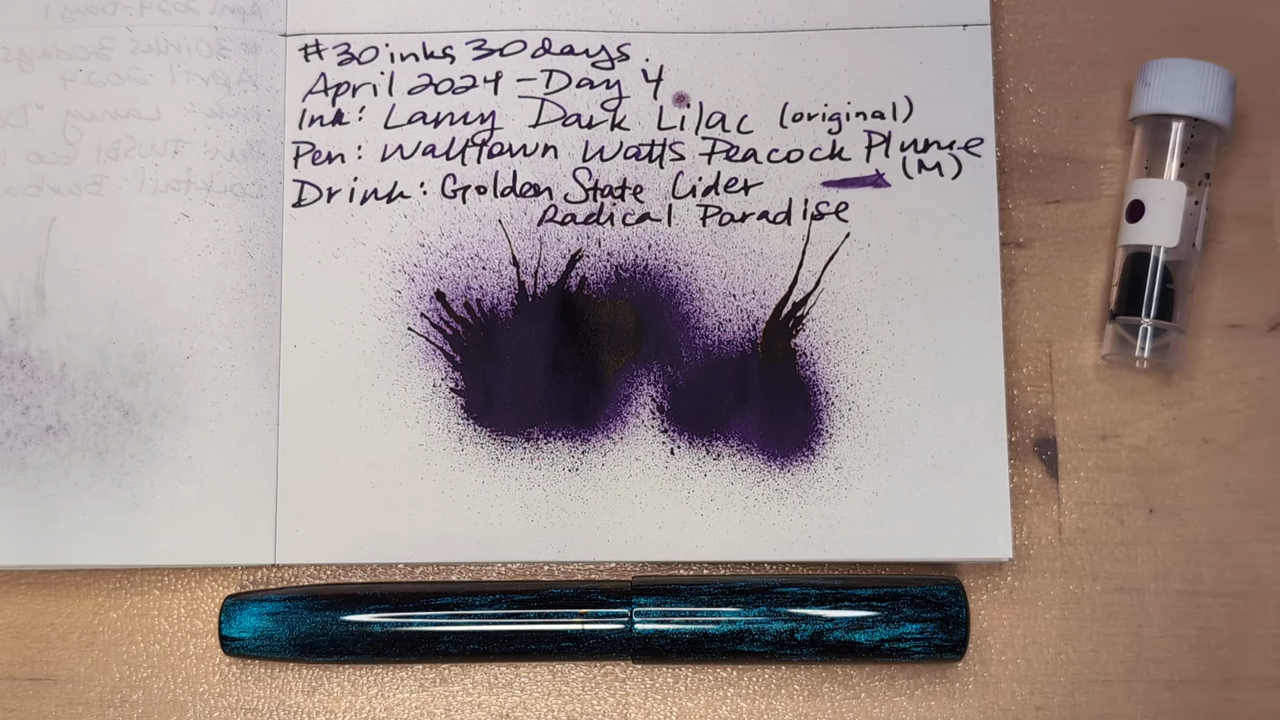 #30inks30days.
April 2024 - Day 4
Ink: Lamy Dark Lilac (original)
Pen: Walltown Watts Peacock Plume (M)
Drink: Golden State Cider
Radical Paradise